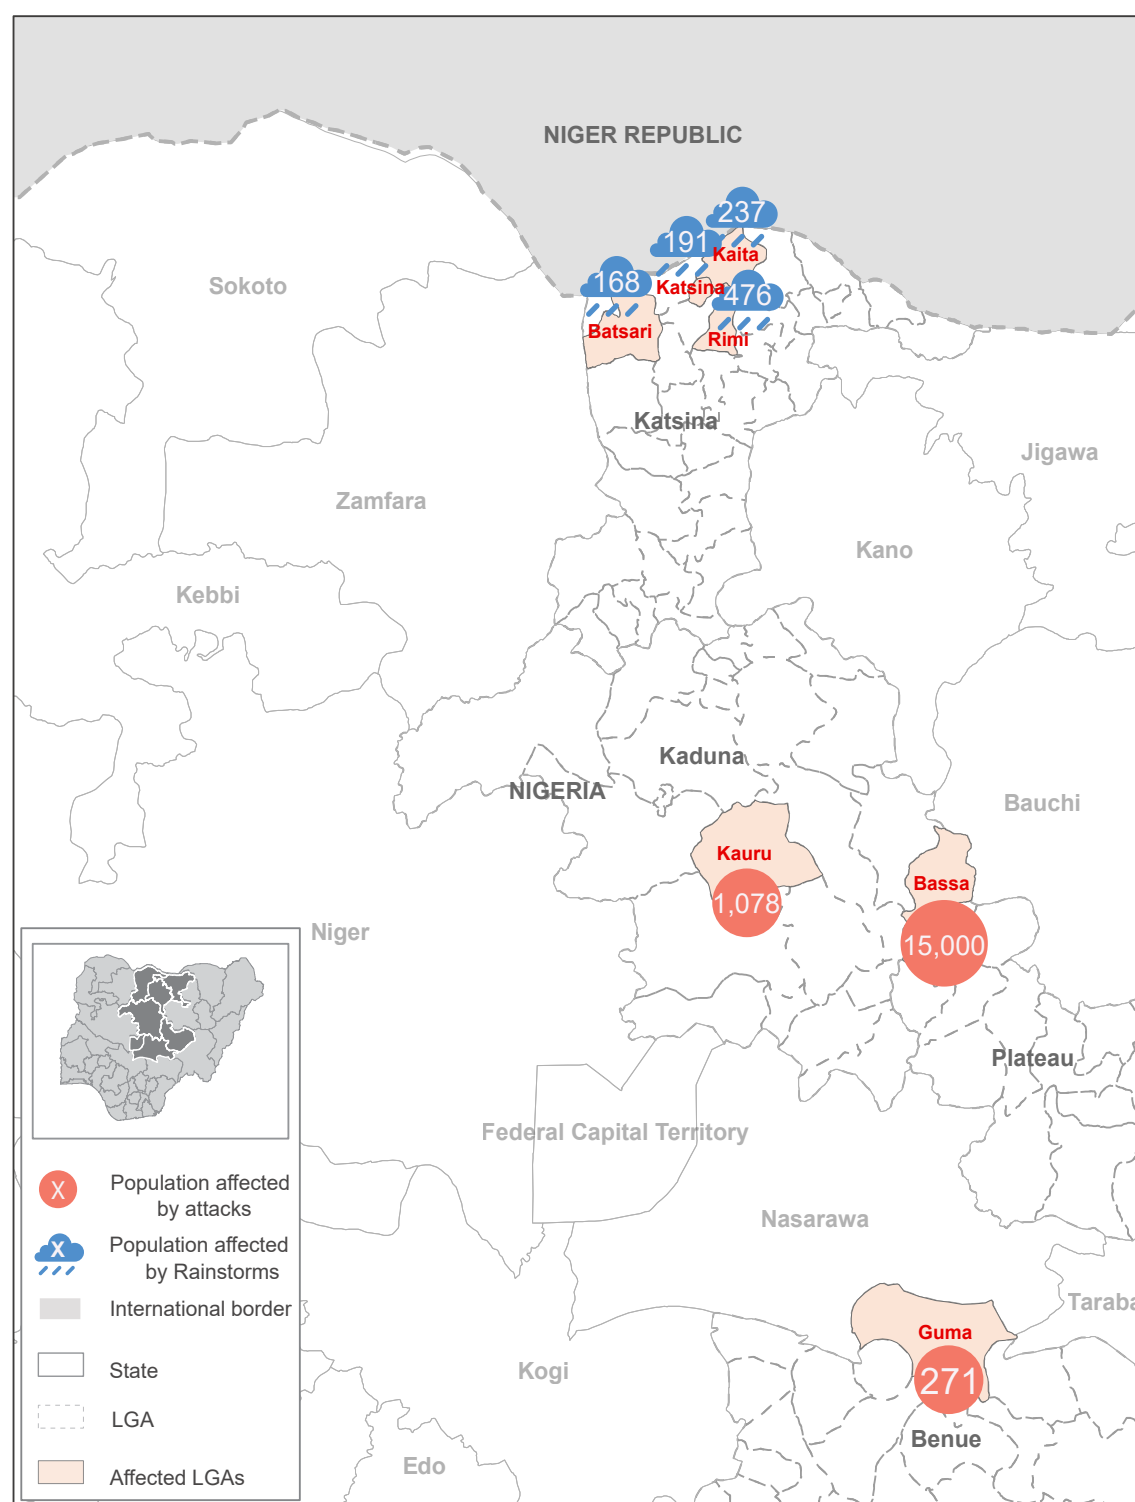 NIGER REPUBLIC
237
191
Kaita
168
Katsina
476
Batsari
Rimi
Sokoto
Katsina
Jigawa
Zamfara
Kano
Kebbi
Kaduna
NIGERIA
Bauchi
Kauru
Bassa
1,078
Niger
15,000
Plateau
Federal Capital Territory
Nasarawa
Taraba
Guma
Kogi
271
Benue
Edo
X
Population affected
by attacks
X
Population affected
by Rainstorms
International border
State
LGA
Affected LGAs